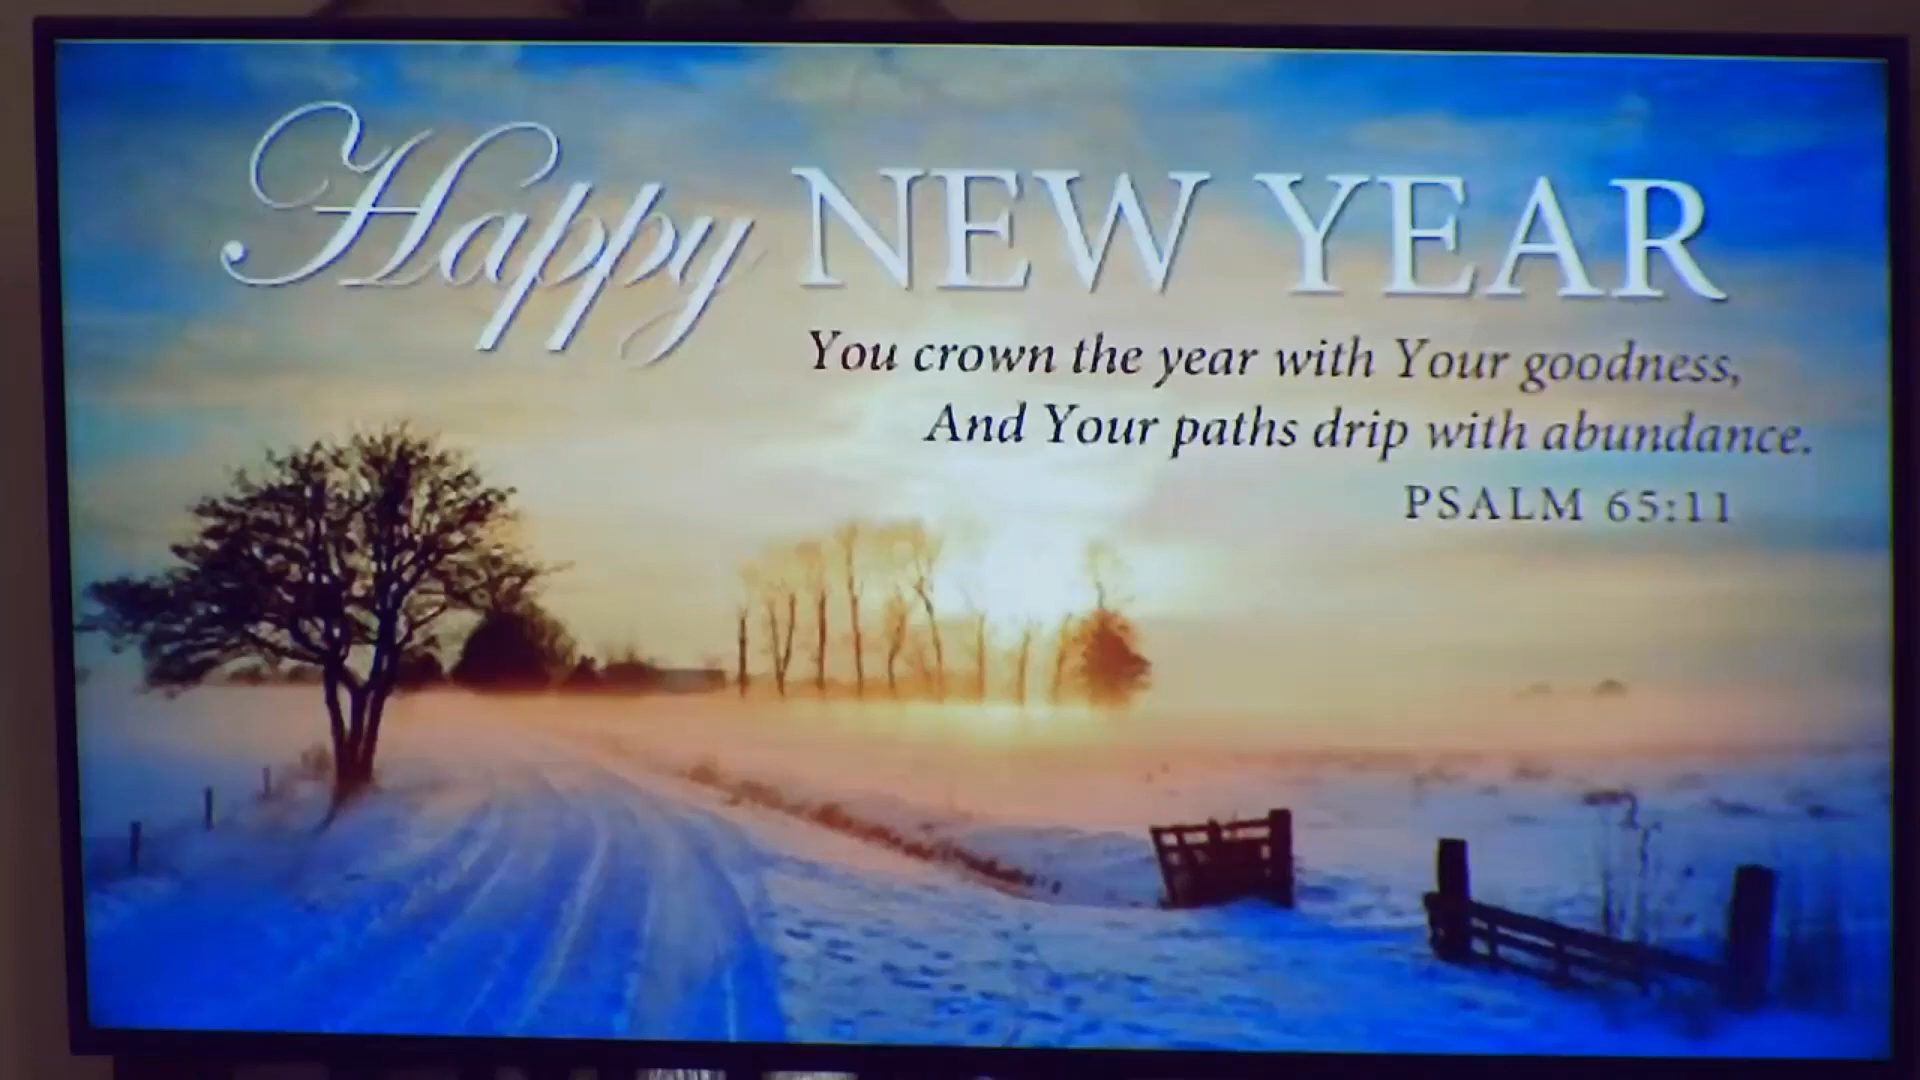 Happy NEW YEAR
You crown the year with Your goodness,
And Your paths drip with abundance.
PSALM 65:11